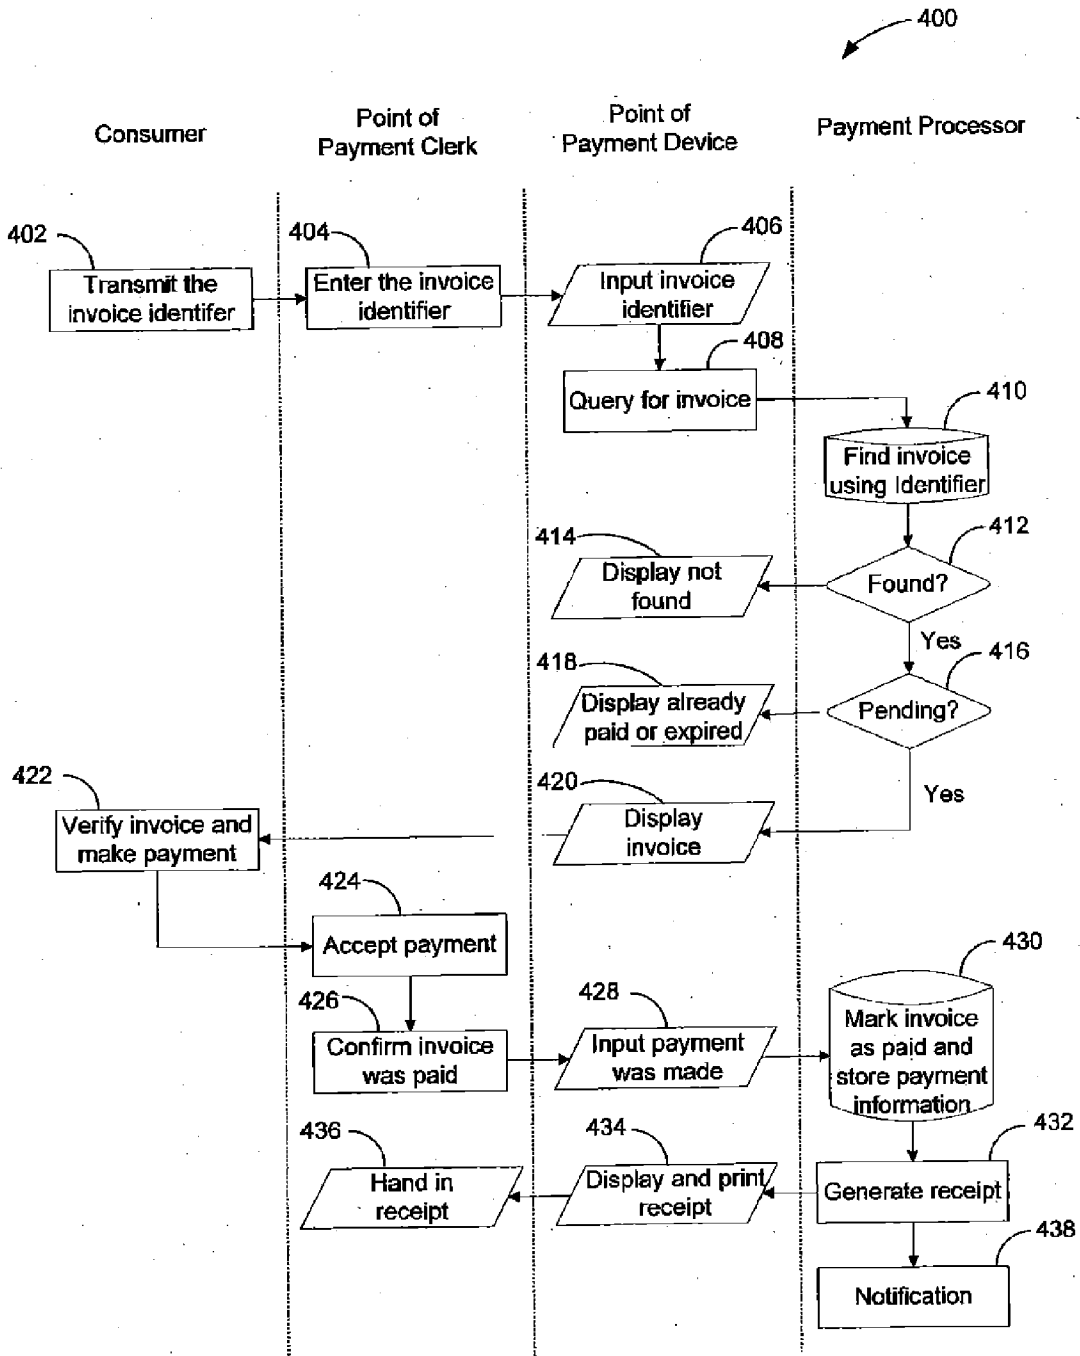 400
Consumer
Point of
Payment Clerk
Point of
Payment Device
Payment Processor
402
404
406
Transmit the
invoice identifer
Enter the invoice
identifier
Input invoice
identifier
408
Query for invoice
410
Find invoice
using Identifier
412
414
Found?
Display not
found
Yes
416
418
Pending?
Display already
paid or expired
Yes
420
422
Display
invoice
Verify invoice and
make payment
424
Accept payment
430
426
428
Mark invoice
as paid and
store payment
information
Confirm invoice
was paid
Input payment
was made
432
434
436
Generate receipt
Display and print
receipt
Hand in
receipt
438
Notification